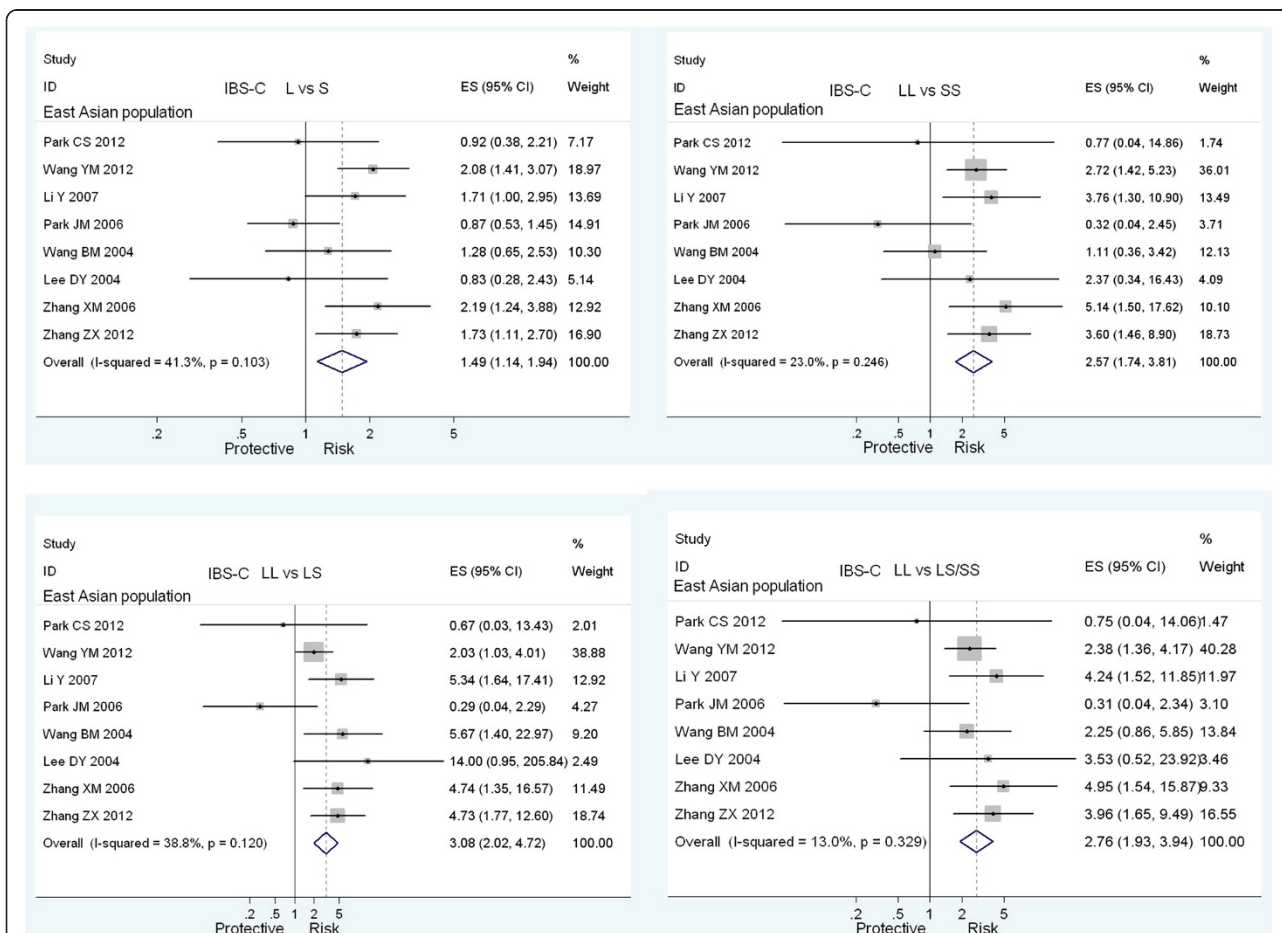 Study %
ID IBS-C L vs S ES (95% CI) Weight
East Asian population
Park CS 2012 0.92 (0.38, 2.21) 7.17
Wang YM 2012 2.08 (1.41, 3.07) 18.97
Li Y 2007 1.71 (1.00, 2.95) 13.69
Park JM 2006 0.87 (0.53, 1.45) 14.91
Wang BM 2004 1.28 (0.65, 2.53) 10.30
Lee DY 2004 0.83 (0.28, 2.43) 5.14
Zhang XM 2006 2.19 (1.24, 3.88) 12.92
Zhang ZX 2012 1.73 (1.11, 2.70) 16.90
Overall (I-squared = 41.3%, p = 0.103) 1.49 (1.14, 1.94) 100.00
.2 .5 1 2 5
Protective Risk
Study %
ID IBS-C LL vs SS ES (95% CI) Weight
East Asian population
Park CS 2012 0.77 (0.04, 14.86) 1.74
Wang YM 2012 2.72 (1.42, 5.23) 36.01
Li Y 2007 3.76 (1.30, 10.90) 13.49
Park JM 2006 0.32 (0.04, 2.45) 3.71
Wang BM 2004 1.11 (0.36, 3.42) 12.13
Lee DY 2004 2.37 (0.34, 16.43) 4.09
Zhang XM 2006 5.14 (1.50, 17.62) 10.10
Zhang ZX 2012 3.60 (1.46, 8.90) 18.73
Overall (I-squared = 23.0%, p = 0.246) 2.57 (1.74, 3.81) 100.00
.2 .5 1 2 5
Protective Risk
Study %
ID IBS-C LL vs LS ES (95% CI) Weight
East Asian population
Park CS 2012 0.67 (0.03, 13.43) 2.01
Wang YM 2012 2.03 (1.03, 4.01) 38.88
Li Y 2007 5.34 (1.64, 17.41) 12.92
Park JM 2006 0.29 (0.04, 2.29) 4.27
Wang BM 2004 5.67 (1.40, 22.97) 9.20
Lee DY 2004 14.00 (0.95, 205.84) 2.49
Zhang XM 2006 4.74 (1.35, 16.57) 11.49
Zhang ZX 2012 4.73 (1.77, 12.60) 18.74
Overall (I-squared = 38.8%, p = 0.120) 3.08 (2.02, 4.72) 100.00
.2 .5 1 2 5
Protective Risk
Study %
ID IBS-C LL vs LS/SS ES (95% CI) Weight
East Asian population
Park CS 2012 0.75 (0.04, 14.06) 1.47
Wang YM 2012 2.38 (1.36, 4.17) 40.28
Li Y 2007 4.24 (1.52, 11.85) 11.97
Park JM 2006 0.31 (0.04, 2.34) 3.10
Wang BM 2004 2.25 (0.86, 5.85) 13.84
Lee DY 2004 3.53 (0.52, 23.92) 3.46
Zhang XM 2006 4.95 (1.54, 15.87) 9.33
Zhang ZX 2012 3.96 (1.65, 9.49) 16.55
Overall (I-squared = 13.0%, p = 0.329) 2.76 (1.93, 3.94) 100.00
.2 .5 1 2 5
Protective Risk